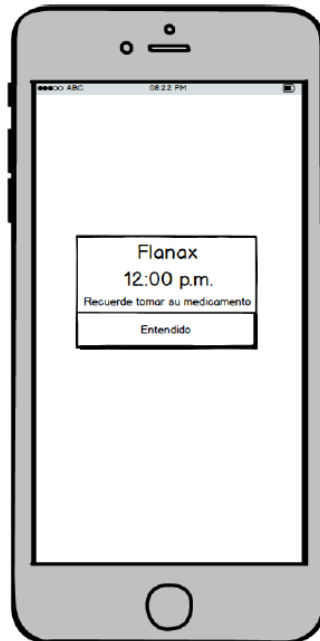 ABC 08:22 PM
Flanax
12:00 p.m.
Recuerde tomar su medicamento
Entendido